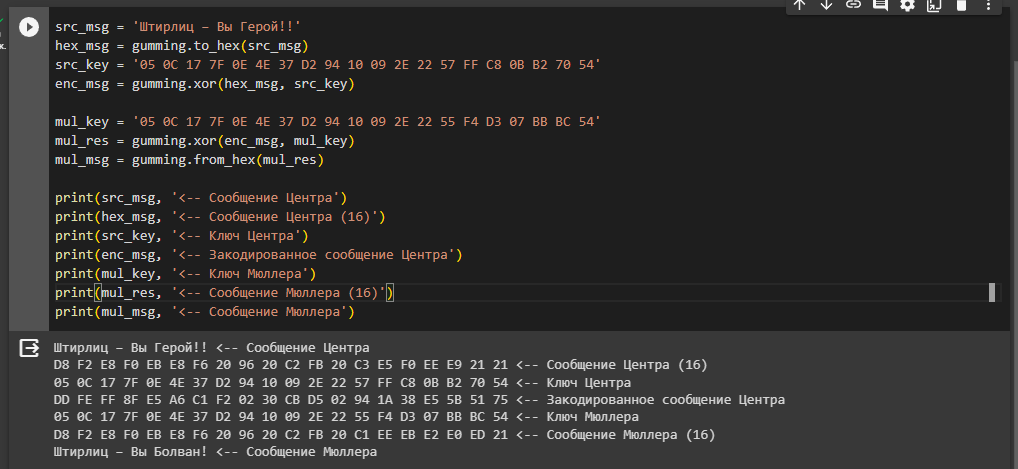 src_msg = 'Штирлиц – Вы Герой!!'
hex_msg = gumming.to_hex(src_msg)
src_key = '05 0C 17 7F 0E 4E 37 D2 94 10 09 2E 22 57 FF C8 0B B2 70 54'
enc_msg = gumming.xor(hex_msg, src_key)
mul_key = '05 0C 17 7F 0E 4E 37 D2 94 10 09 2E 22 55 F4 D3 07 BB BC 54'
mul_res = gumming.xor(enc_msg, mul_key)
mul_msg = gumming.from_hex(mul_res)
print(src_msg, '<-- Сообщение Центра')
print(hex_msg, '<-- Сообщение Центра (16)')
print(src_key, '<-- Ключ Центра')
print(enc_msg, '<-- Закодированное сообщение Центра')
print(mul_key, '<-- Ключ Мюллера')
print(mul_res, '<-- Сообщение Мюллера (16)')
print(mul_msg, '<-- Сообщение Мюллера')
Штирлиц – Вы Герой!! <-- Сообщение Центра
D8 F2 E8 F0 EB E8 F6 20 96 20 C2 FB 20 C3 E5 F0 EE E9 21 21 <-- Сообщение Центра (16)
05 0C 17 7F 0E 4E 37 D2 94 10 09 2E 22 57 FF C8 0B B2 70 54 <-- Ключ Центра
DD FE FF 8F E5 A6 C1 F2 02 30 CB D5 02 94 1A 38 E5 5B 51 75 <-- Закодированное сообщение Центра
05 0C 17 7F 0E 4E 37 D2 94 10 09 2E 22 55 F4 D3 07 BB BC 54 <-- Ключ Мюллера
D8 F2 E8 F0 EB E8 F6 20 96 20 C2 FB 20 C1 EE EB E2 E0 ED 21 <-- Сообщение Мюллера (16)
Штирлиц – Вы Болван! <-- Сообщение Мюллера